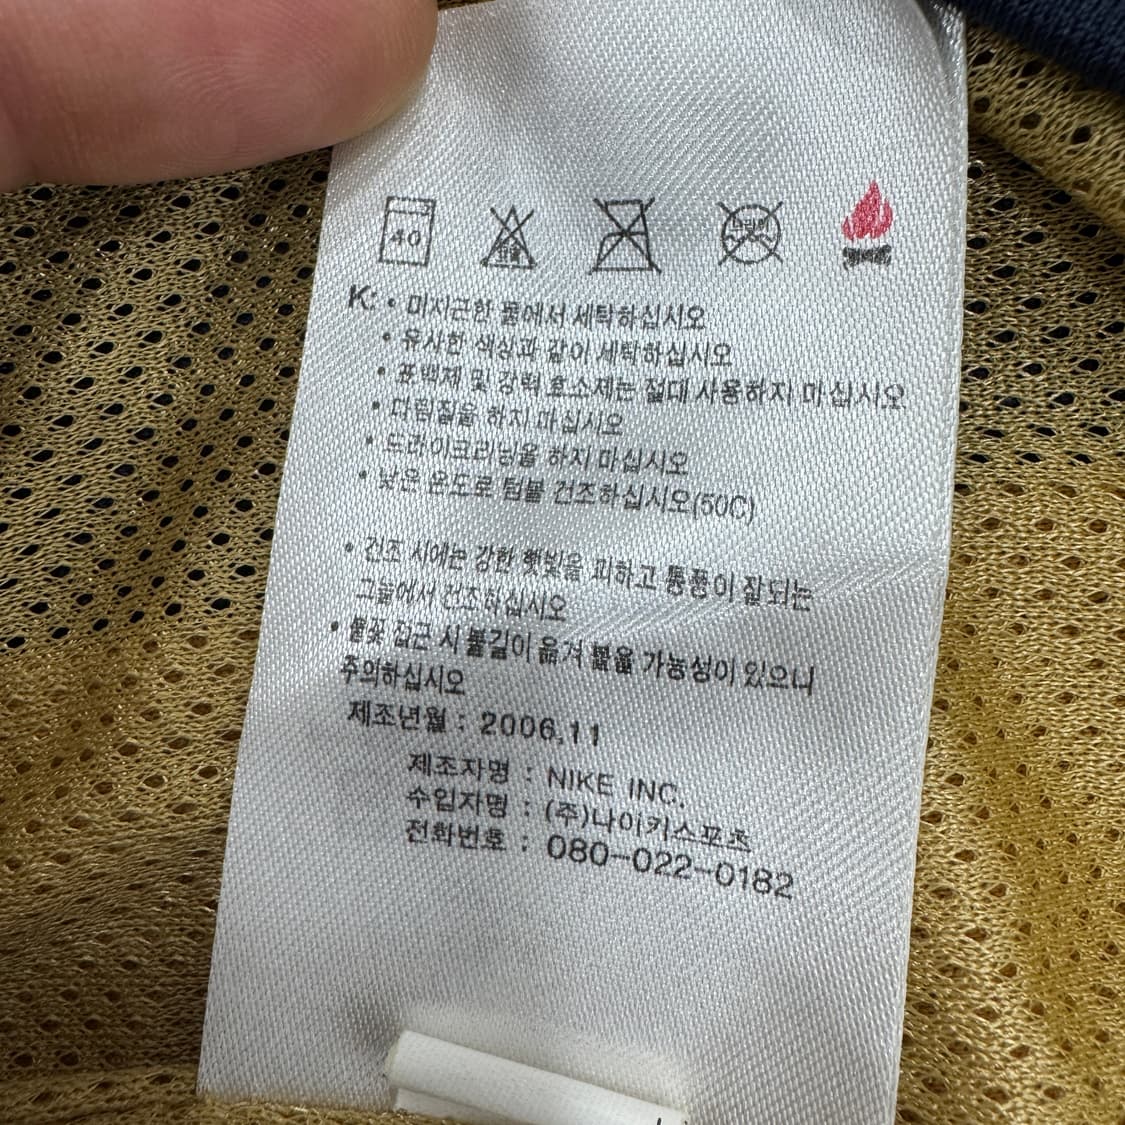 40
K: • 미지근한 물에서 세탁하십시오
• 유사한 색상과 같이 세탁하십시오
• 표백제 및 강력 효소제는 절대 사용하지 마십시오
• 다림질을 하지 마십시오
• 드라이크리닝을 하지 마십시오
• 낮은 온도로 텀블 건조하십시오(50C)
• 건조 시에는 강한 햇빛을 피하고 통풍이 잘되는
그늘에서 건조하십시오
• 불꽃 접근 시 불길이 옮겨 붙을 가능성이 있으니
주의하십시오
제조년월 : 2006.11
제조자명 : NIKE INC.
수입자명 : (주)나이키스포츠
전화번호 : 080-022-0182